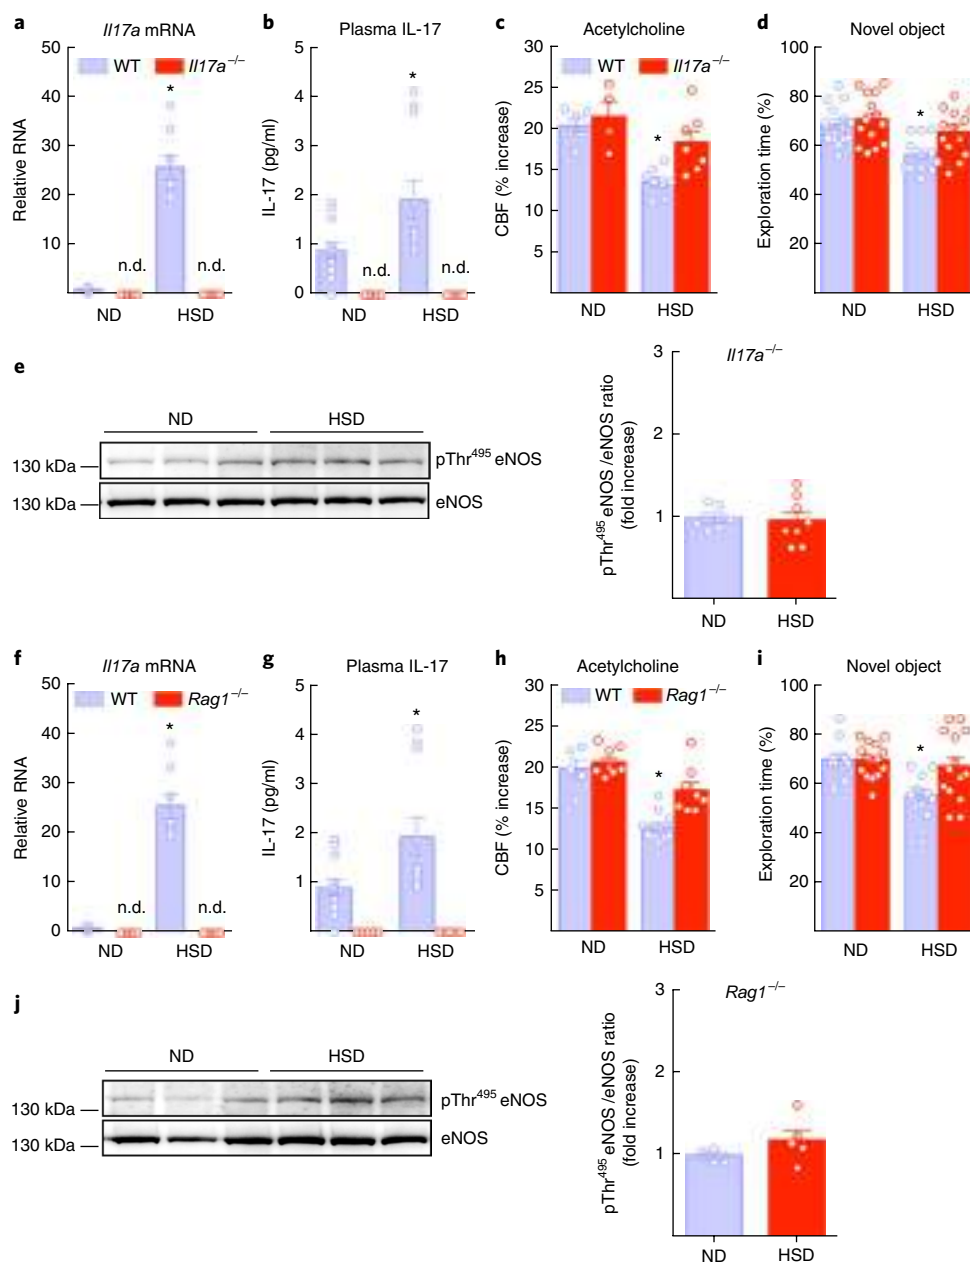 a
Il17a mRNA
50
40
30
20
10
0
Relative RNA
WT Il17a–/–
*
n.d. n.d.
ND HSD
b
Plasma IL-17
5
4
3
2
1
0
IL-17 (pg/ml)
*
n.d. n.d.
ND HSD
c
Acetylcholine
30
25
20
15
10
5
CBF (% increase)
WT Il17a–/–
*
ND HSD
d
Novel object
100
80
60
40
20
Exploration time (%)
*
ND HSD
e
ND HSD
130 kDa
pThr495 eNOS
130 kDa
eNOS
Il17a–/–
3
2
1
pThr495 eNOS /eNOS ratio
(fold increase)
ND HSD
f
Il17a mRNA
50
40
30
20
10
0
Relative RNA
WT Rag1–/–
*
n.d. n.d.
ND HSD
g
Plasma IL-17
5
4
3
2
1
IL-17 (pg/ml)
*
ND HSD
h
Acetylcholine
30
25
20
15
10
5
CBF (% increase)
WT Rag1–/–
*
ND HSD
i
Novel object
100
80
60
40
20
Exploration time (%)
*
ND HSD
j
ND HSD
130 kDa
pThr495 eNOS
130 kDa
eNOS
Rag1–/–
3
2
1
pThr495 eNOS /eNOS ratio
(fold increase)
ND HSD